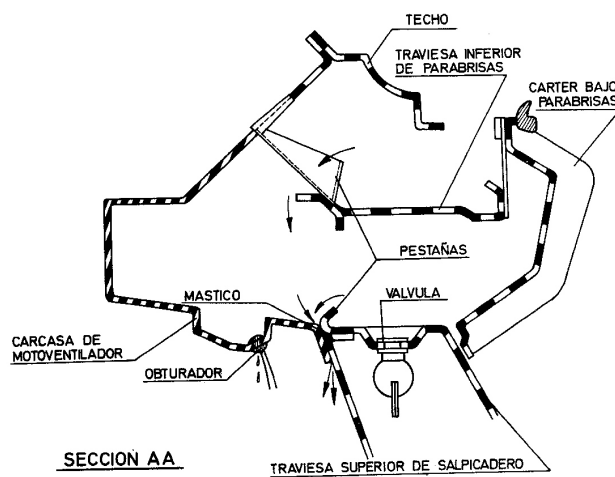 TECHO
TRAVIESA INFERIOR
DE PARABRISAS
CARTER BAJO
PARABRISAS
PESTAÑAS
MASTICO
VALVULA
CARCASA DE
MOTOVENTILADOR
OBTURADOR
SECCION AA
TRAVIESA SUPERIOR DE SALPICADERO